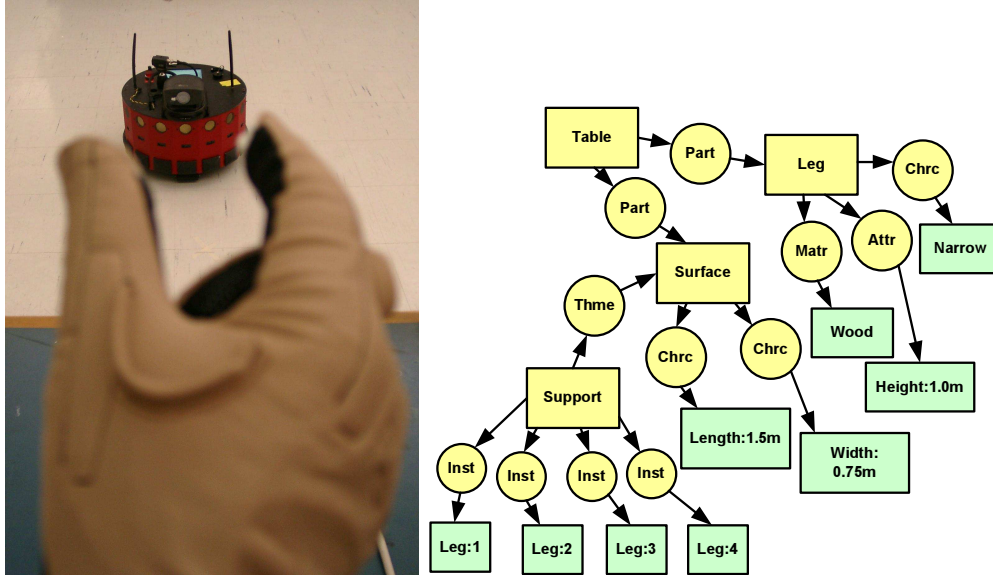 Table
Part
Leg
Chrc
Part
Matr
Attr
Narrow
Surface
Thme
Wood
Chrc
Chrc
Height:1.0m
Support
Length:1.5m
Width:
0.75m
Inst
Inst
Inst
Inst
Leg:1
Leg:2
Leg:3
Leg:4